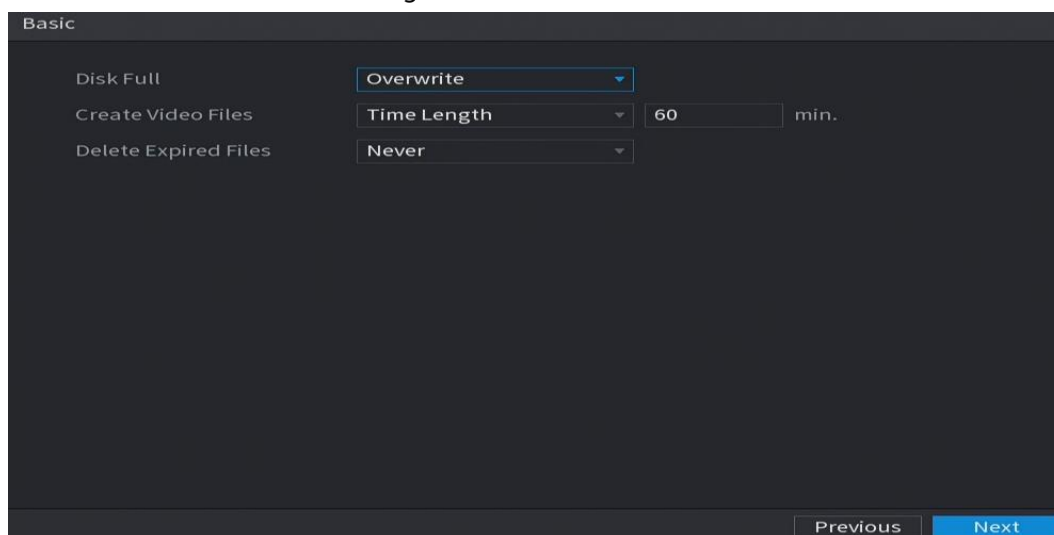 Basic
Disk Full Overwrite
Create Video Files Time Length 60 min.
Delete Expired Files Never
Previous Next